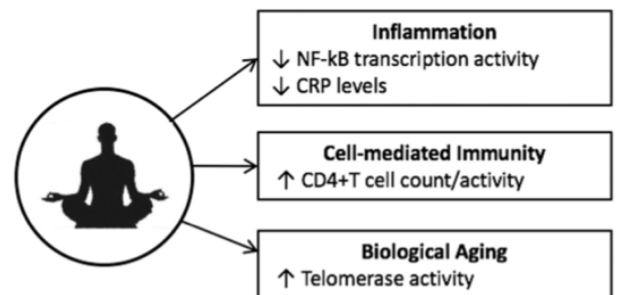 Inflammation
↓ NF-kB transcription activity
↓ CRP levels
Cell-mediated Immunity
↑ CD4+T cell count/activity
Biological Aging
↑ Telomerase activity